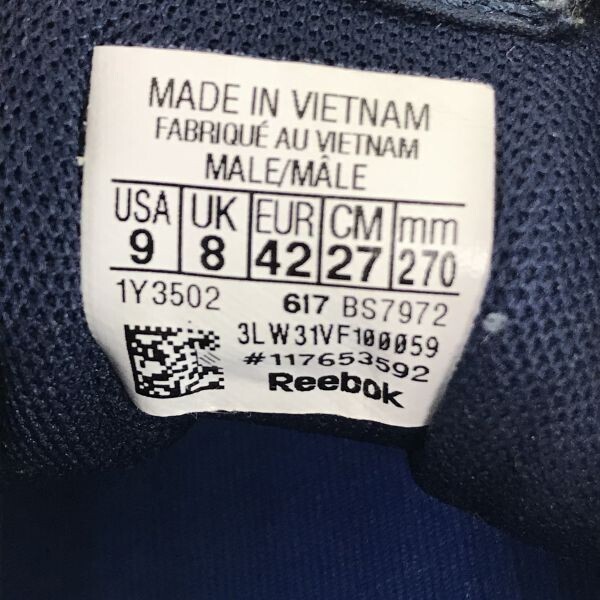 MADE IN VIETNAM
FABRIQUÉ AU VIETNAM
MALE/MÂLE
USA UK EUR CM mm
9 8 42 27 270
1Y3502 617 BS7972
3LW31VF100059
#117653592
Reebok